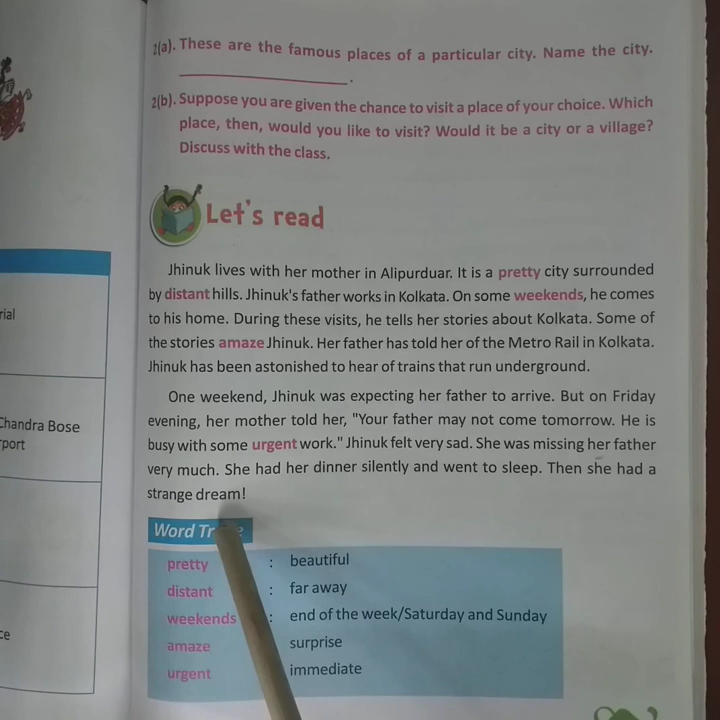 2(a). These are the famous places of a particular city. Name the city.
.
2(b). Suppose you are given the chance to visit a place of your choice. Which
place, then, would you like to visit? Would it be a city or a village?
Discuss with the class.
Let's read
Jhinuk lives with her mother in Alipurduar. It is a pretty city surrounded
by distant hills. Jhinuk's father works in Kolkata. On some weekends, he comes
to his home. During these visits, he tells her stories about Kolkata. Some of
the stories amaze Jhinuk. Her father has told her of the Metro Rail in Kolkata.
Jhinuk has been astonished to hear of trains that run underground.
One weekend, Jhinuk was expecting her father to arrive. But on Friday
evening, her mother told her, "Your father may not come tomorrow. He is
busy with some urgent work." Jhinuk felt very sad. She was missing her father
very much. She had her dinner silently and went to sleep. Then she had a
strange dream!
Word
pretty : beautiful
distant : far away
weekends : end of the week/Saturday and Sunday
amaze surprise
urgent immediate
Chandra Bose